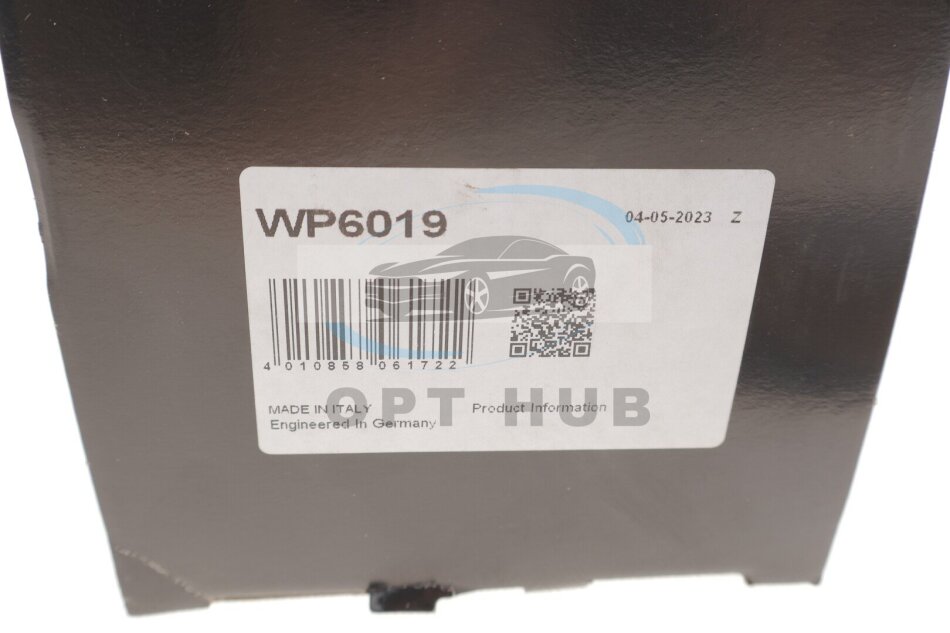 WP6019
04-05-2023 Z
4 010858 061722
OPT HUB
MADE IN ITALY
Product Information
Engineered in Germany